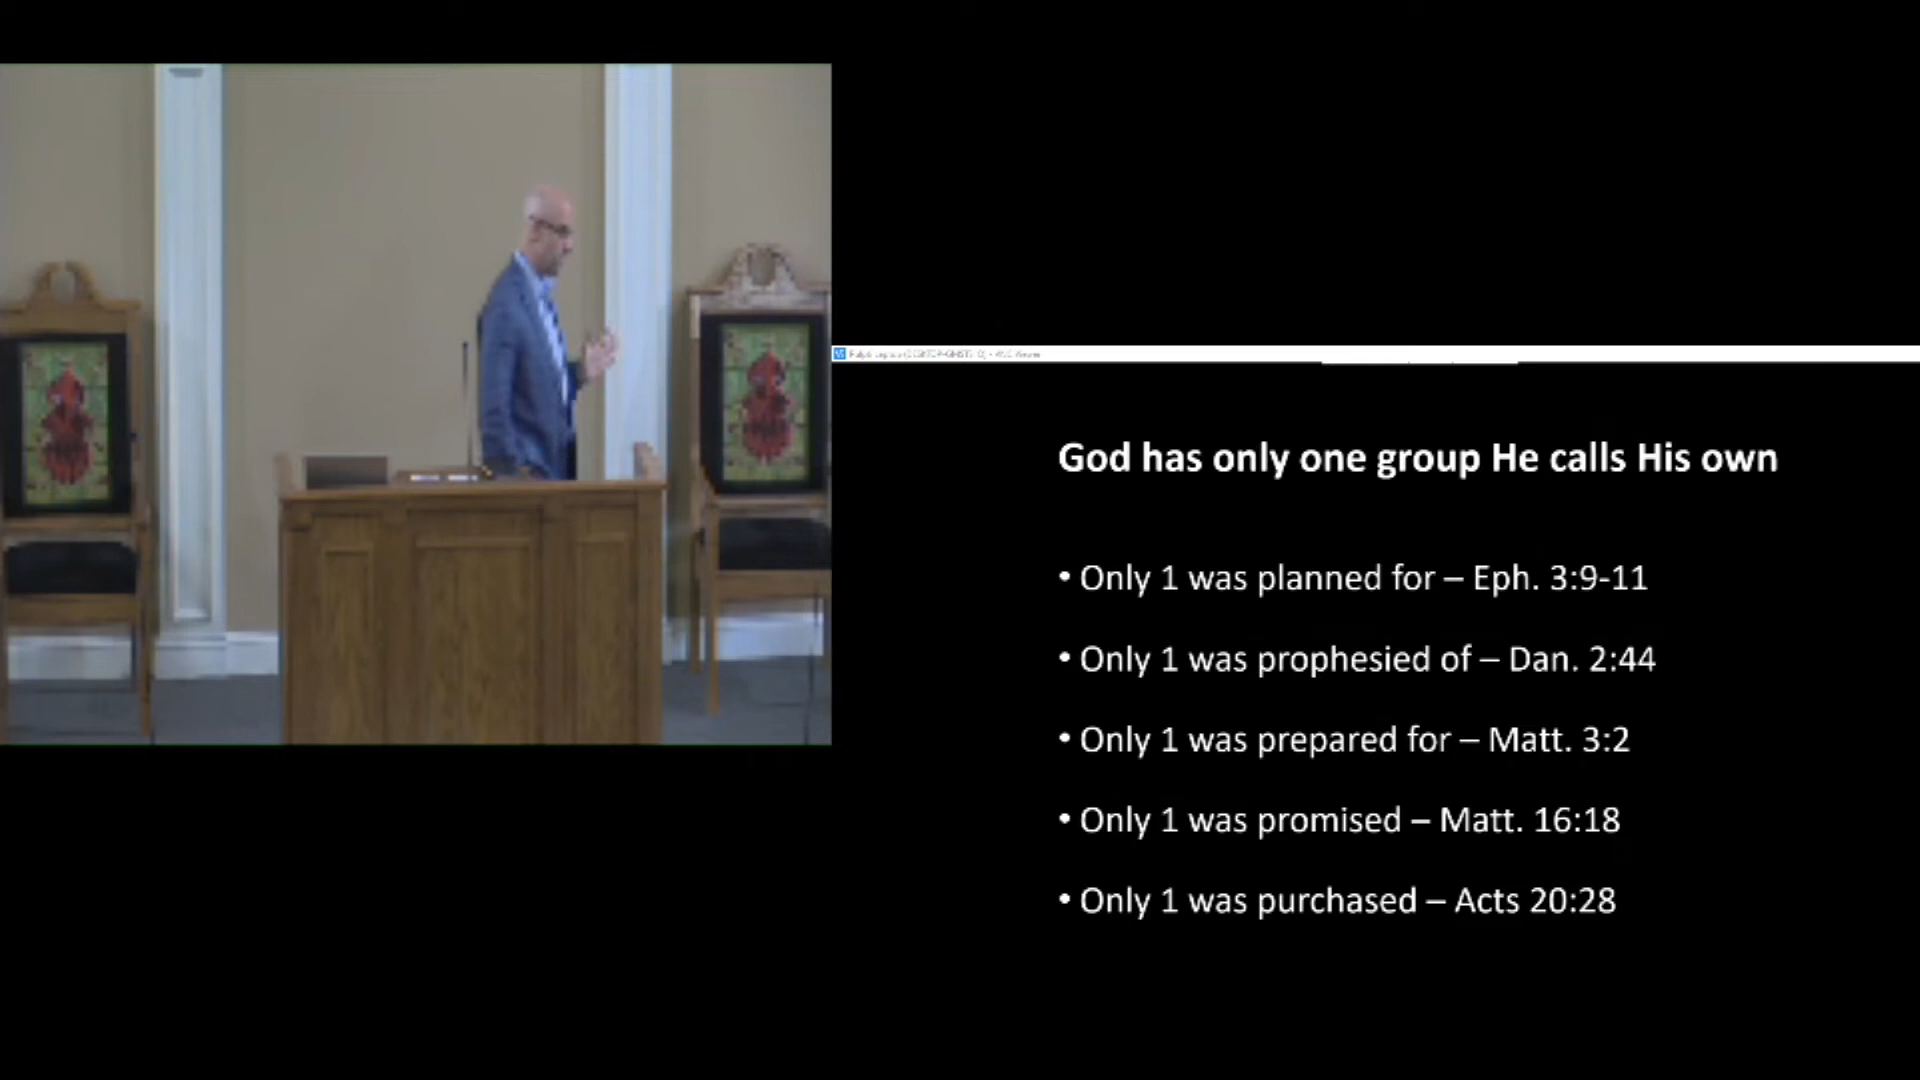 God has only one group He calls His own
• Only 1 was planned for – Eph. 3:9-11
• Only 1 was prophesied of – Dan. 2:44
• Only 1 was prepared for – Matt. 3:2
• Only 1 was promised – Matt. 16:18
• Only 1 was purchased – Acts 20:28